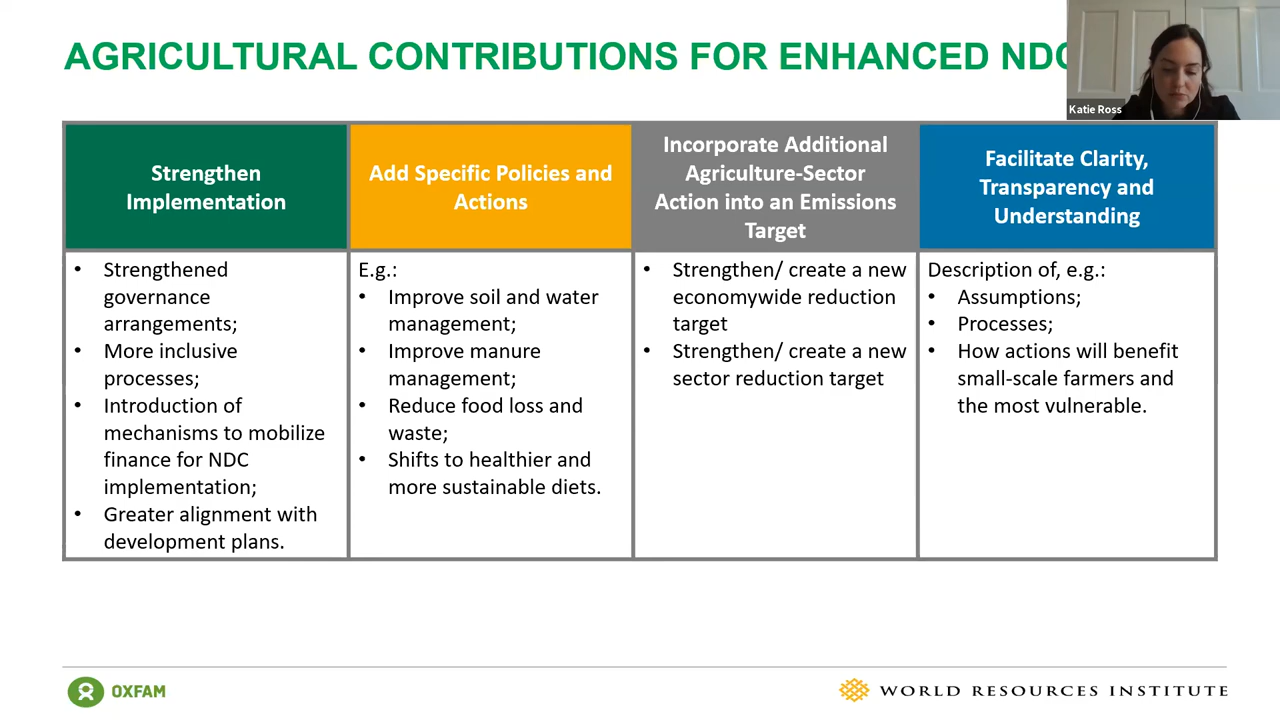 AGRICULTURAL CONTRIBUTIONS FOR ENHANCED
Katie Ross
Strengthen
Implementation
Add Specific Policies and
Actions
Incorporate Additional
Agriculture-Sector
Action into an Emissions
Target
Facilitate Clarity,
Transparency and
Understanding
• Strengthened
governance
arrangements;
• More inclusive
processes;
• Introduction of
mechanisms to mobilize
finance for NDC
implementation;
• Greater alignment with
development plans.
E.g.:
• Improve soil and water
management;
• Improve manure
management;
• Reduce food loss and
waste;
• Shifts to healthier and
more sustainable diets.
• Strengthen/ create a new
economywide reduction
target
• Strengthen/ create a new
sector reduction target
Description of, e.g.:
• Assumptions;
• Processes;
• How actions will benefit
small-scale farmers and
the most vulnerable.
OXFAM
WORLD RESOURCES INSTITUTE